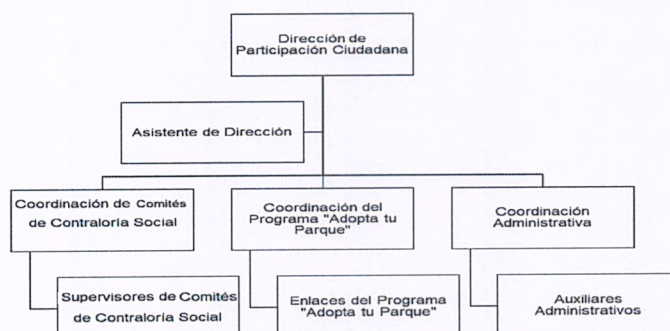 Dirección de
Participación Ciudadana
Asistente de Dirección
Coordinación de Comités
de Contraloría Social
Coordinación del
Programa "Adopta tu
Parque"
Coordinación
Administrativa
Supervisores de Comités
de Contraloría Social
Enlaces del Programa
"Adopta tu Parque"
Auxiliares
Administrativos